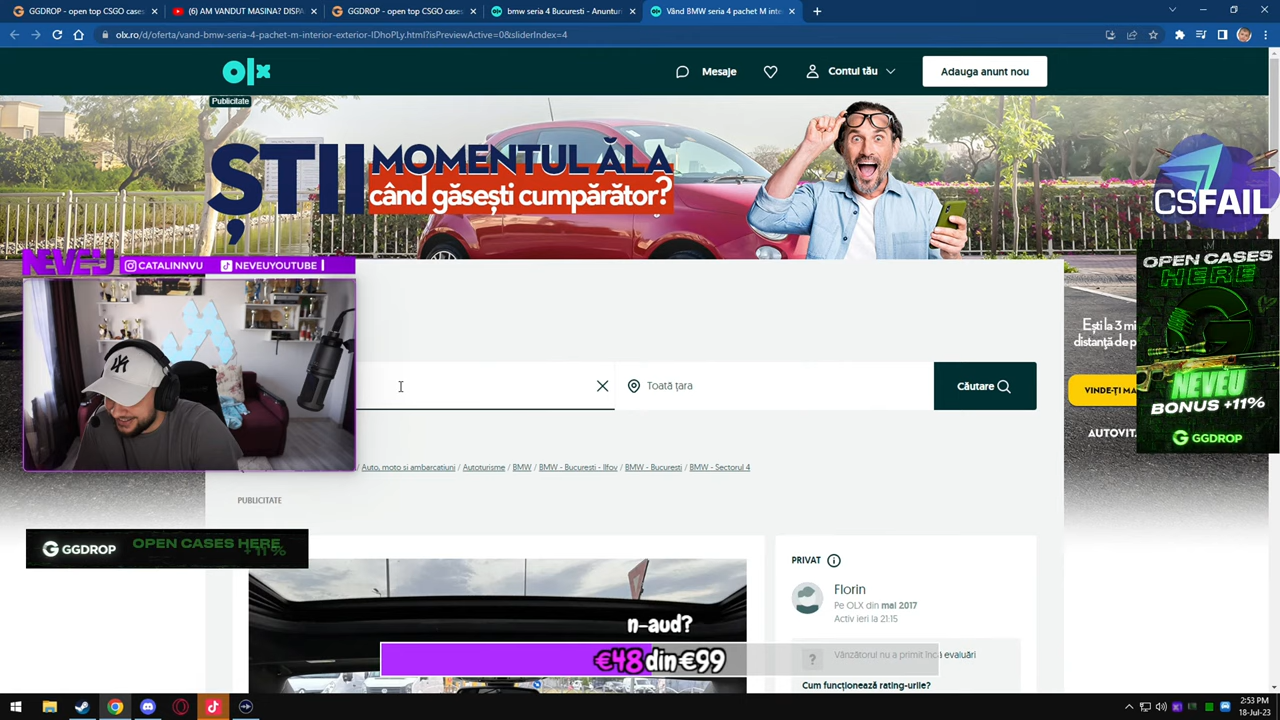 GGDROP - open top CSGO cases
(6) AM VANDUT MASINA? DISPA
GGDROP - open top CSGO cases
bmw seria 4 Bucuresti - Anuntur
Vând BMW seria 4 pachet M inte
olx.ro/d/oferta/vand-bmw-seria-4-pachet-m-interior-exterior-IDhoPLy.html?isPreviewActive=0&sliderIndex=4
olx
Mesaje
Contul tău
Adauga anunt nou
Publicitate
ȘTII MOMENTUL ĂLA
când găsești cumpărător?
CSFAIL
NEVEU
CATALINNVU
NEVEUYOUTUBE
OPEN CASES
HERE
Ești la 3 mi
distanță de p
VINDE-ȚI MA
AUTOVIT.
NEVEU
BONUS +11%
GGDROP
Toată țara
Căutare
/ Auto, moto si ambarcatiuni / Autoturisme / BMW / BMW - Bucuresti - Ilfov / BMW - Bucuresti / BMW - Sectorul 4
PUBLICITATE
GGDROP
OPEN CASES HERE
+ 11 %
PRIVAT
Florin
Pe OLX din mai 2017
Activ ieri la 21:15
n-aud?
€48 din €99
Vânzătorul nu a primit încă evaluări
Cum funcționează rating-urile?
2:53 PM
18-Jul-23